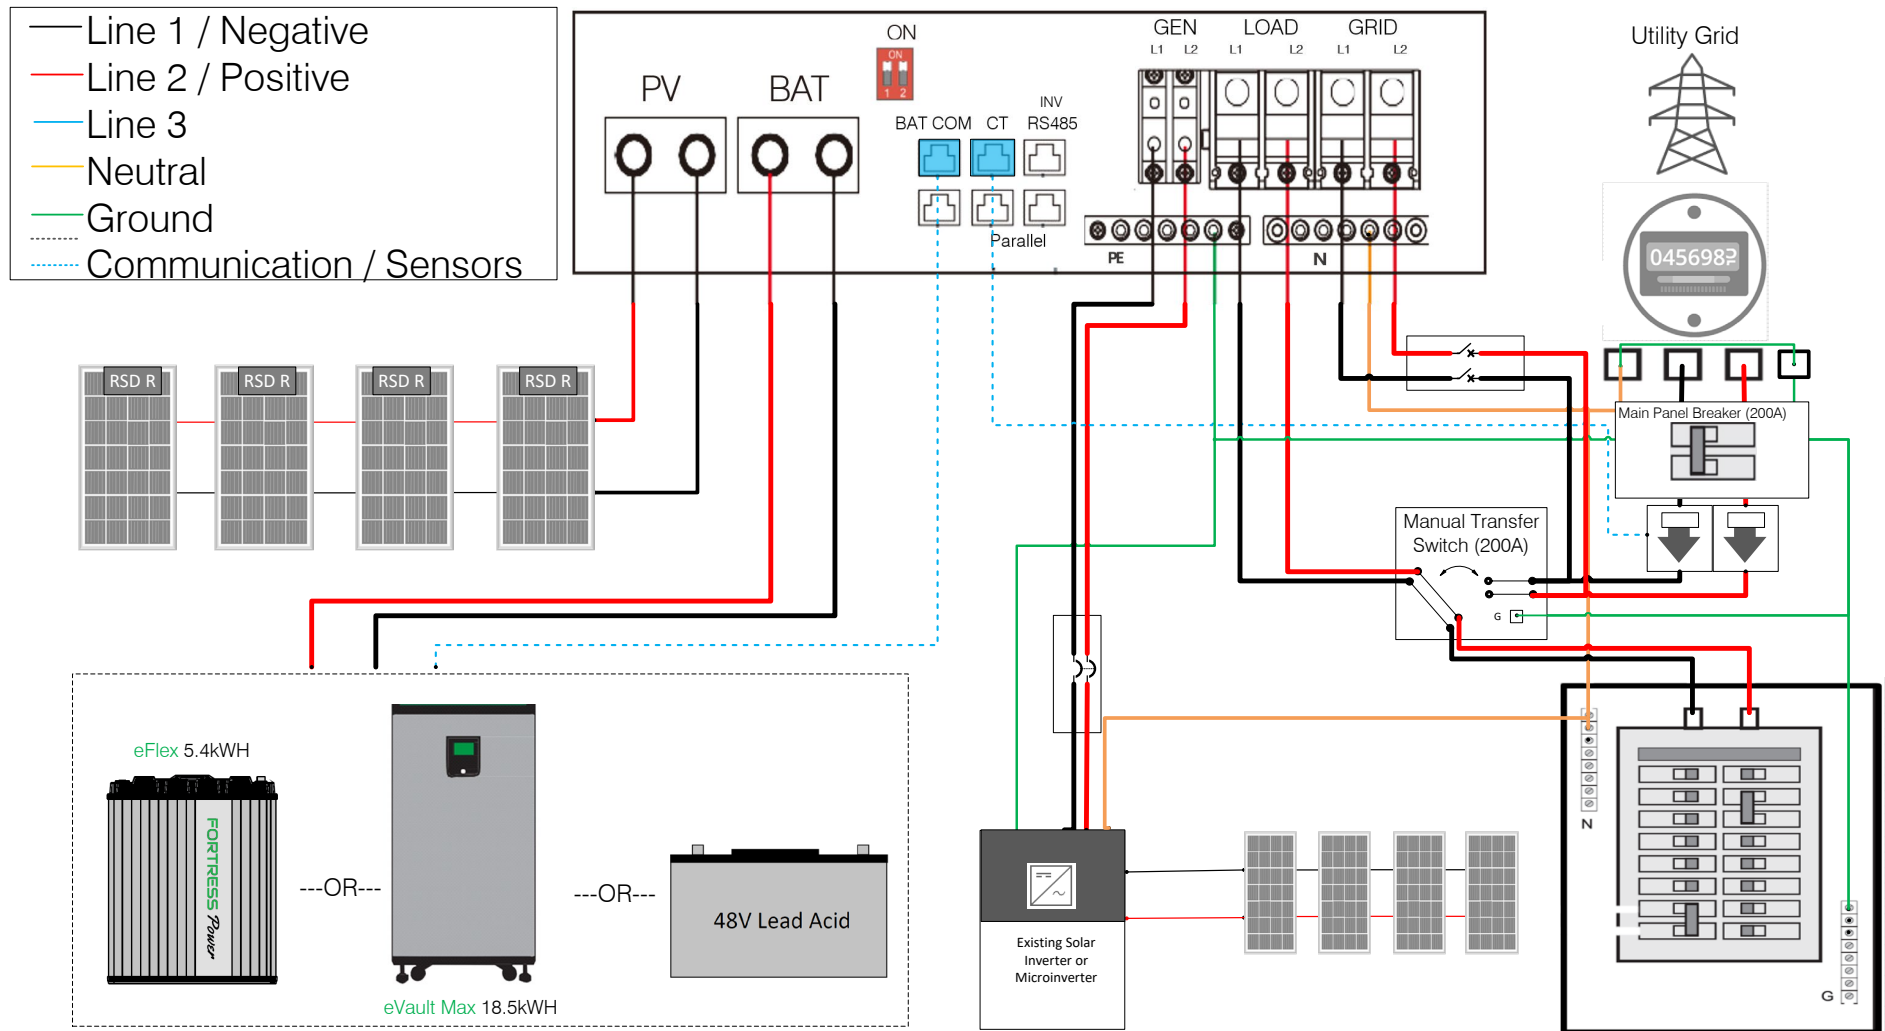 Line 1 / Negative
Line 2 / Positive
Line 3
Neutral
Ground
Communication / Sensors
ON
ON
1 2
PV
BAT
BAT COM
CT
INV
RS485
Parallel
GEN
LOAD
GRID
L1
L2
L1
L2
L1
L2
PE
N
Utility Grid
Main Panel Breaker (200A)
RSD R
RSD R
RSD R
RSD R
Manual Transfer
Switch (200A)
G
eFlex 5.4kWH
FORTRESS
Power
---OR---
eVault Max 18.5kWH
---OR---
48V Lead Acid
Existing Solar
Inverter or
Microinverter
N
G